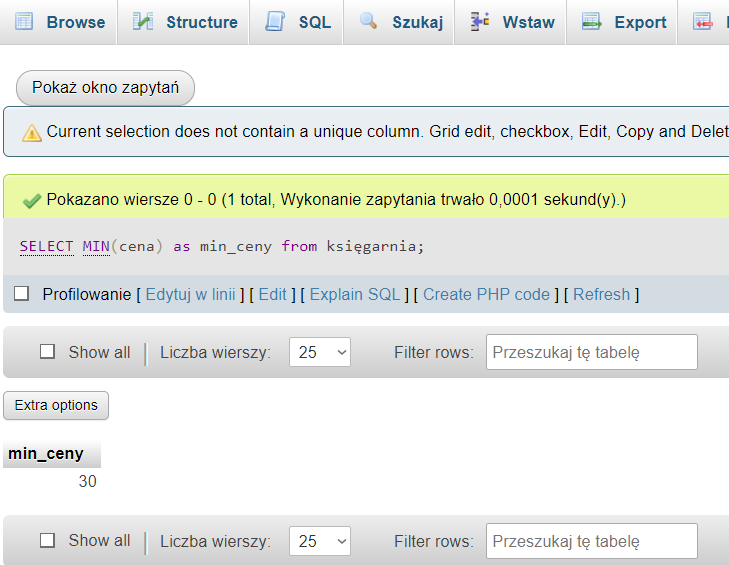 Browse Structure SQL Szukaj Wstaw Export
Pokaż okno zapytań
Current selection does not contain a unique column. Grid edit, checkbox, Edit, Copy and Delet
Pokazano wiersze 0 - 0 (1 total, Wykonanie zapytania trwało 0,0001 sekund(y).)
SELECT MIN(cena) as min_ceny from księgarnia;
Profilowanie [ Edytuj w linii ] [ Edit ] [ Explain SQL ] [ Create PHP code ] [ Refresh ]
Show all Liczba wierszy: 25 Filter rows: Przeszukaj tę tabelę
Extra options
min_ceny
30
Show all Liczba wierszy: 25 Filter rows: Przeszukaj tę tabelę